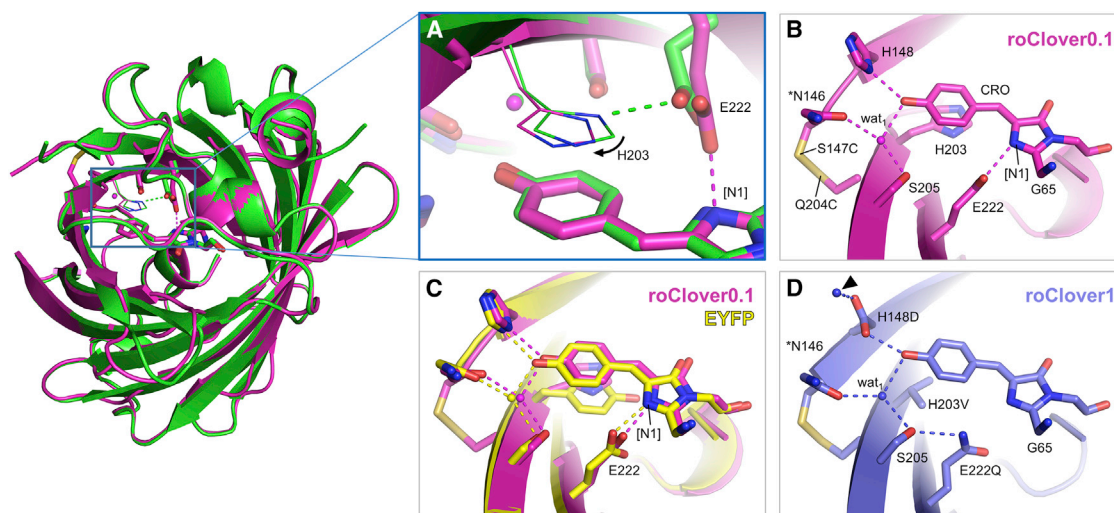 A
E222
H203
[N1]
B
roClover0.1
H148
CRO
*N146
wat1
S147C
H203
[N1]
Q204C
S205
E222
G65
C
roClover0.1
EYFP
[N1]
E222
D
roClover1
H148D
*N146
wat1
H203V
S205
E222Q
G65